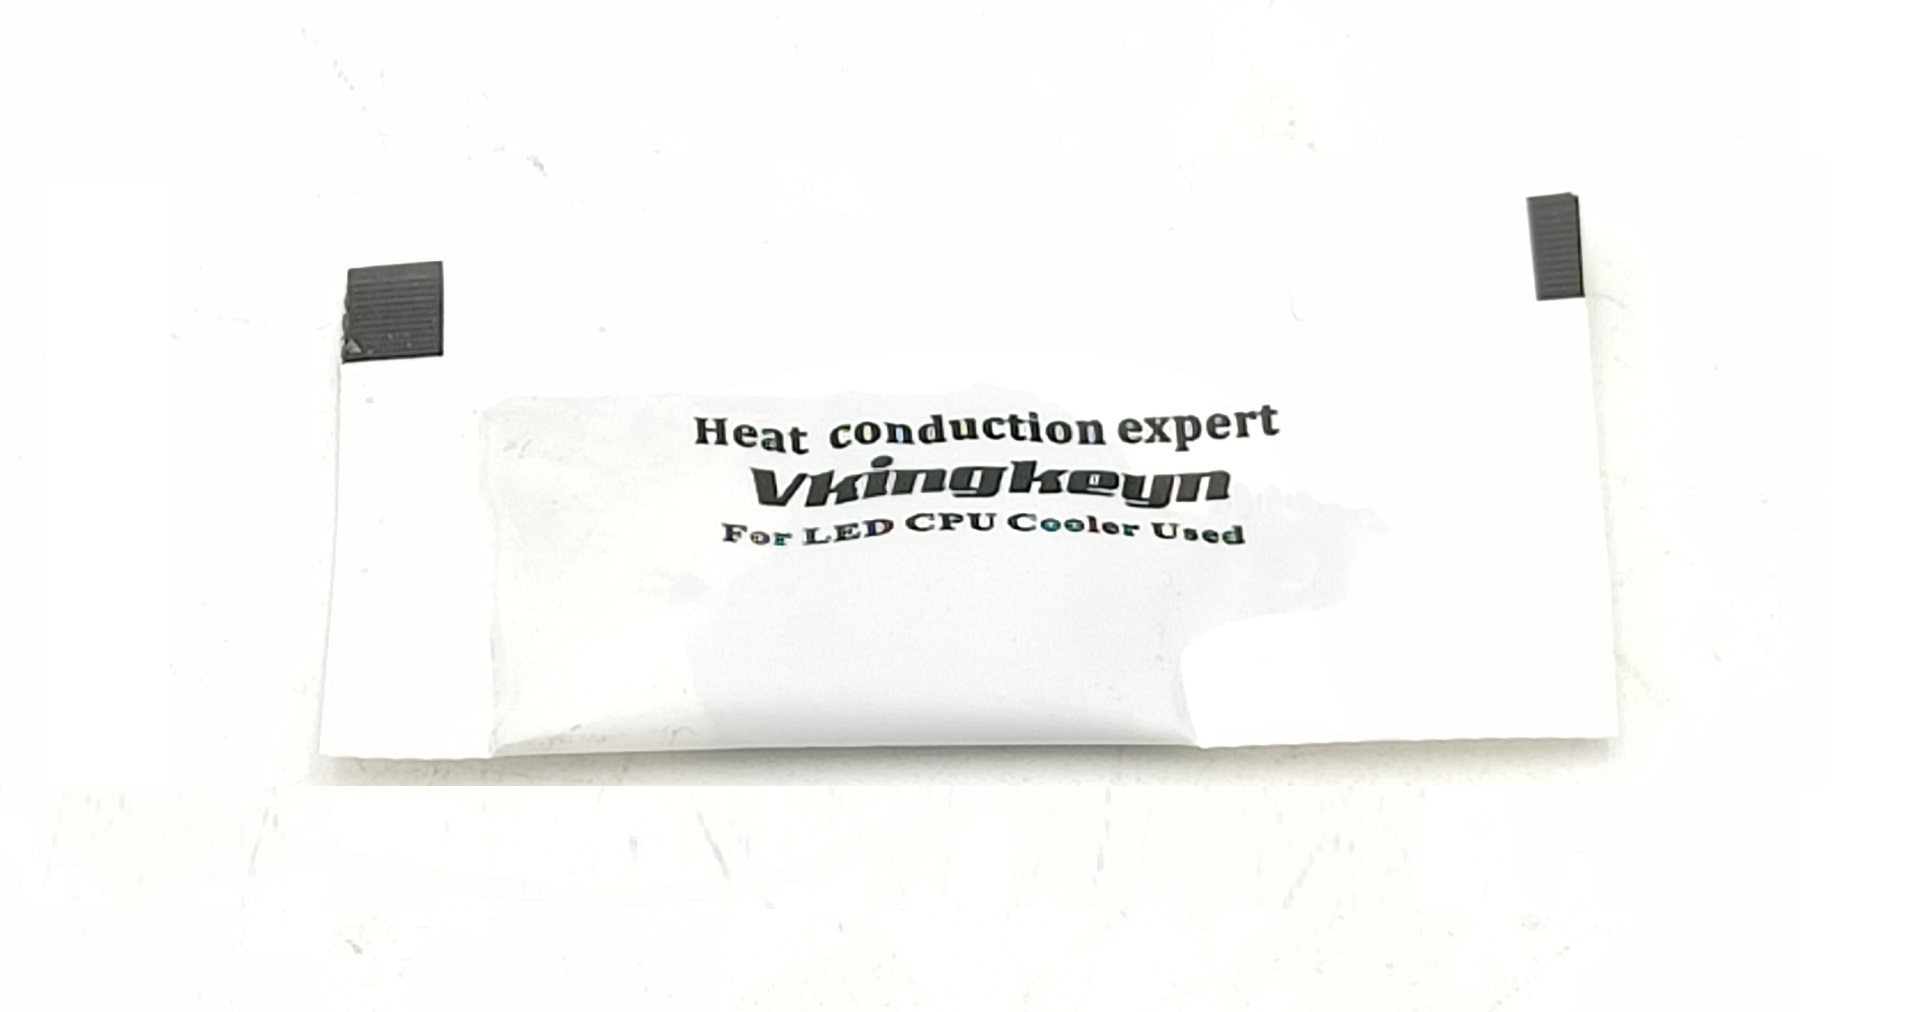 Heat conduction expert
Vkingkeyn
For LED CPU Cooler Used